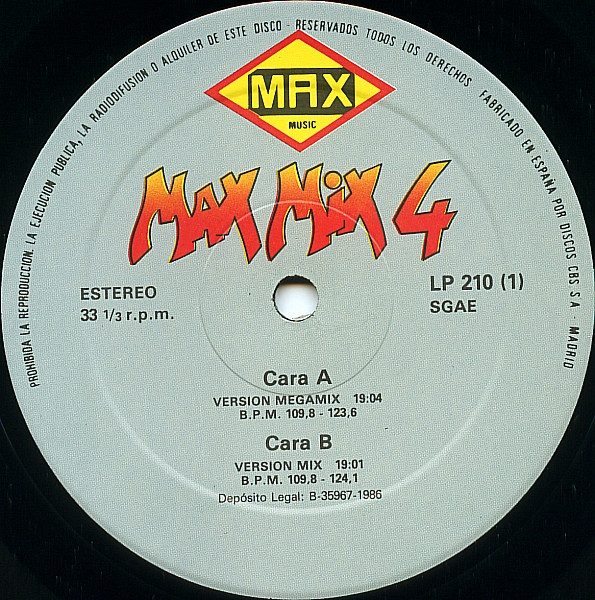 PROHIBIDA LA REPRODUCCION. LA EJECUCION PUBLICA, LA RADIODIFUSION O ALQUILER DE ESTE DISCO - RESERVADOS TODOS LOS DERECHOS FABRICADO EN ESPAÑA POR DISCOS CBS. S.A - MADRID
MAX
MUSIC
MAX MiX 4
ESTEREO
33 1/3 r.p.m.
LP 210 (1)
SGAE
Cara A
VERSION MEGAMIX 19:04
B.P.M. 109,8 - 123,6
Cara B
VERSION MIX 19:01
B.P.M. 109,8 - 124,1
Depósito Legal: B-35967-1986